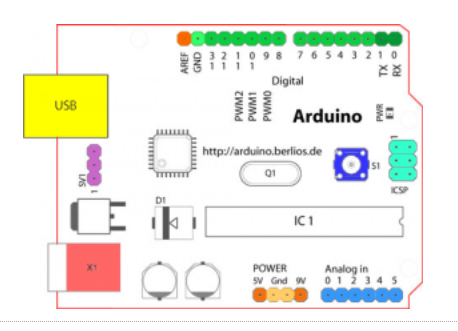 AREF
GND
13
12
11
10
9
8
7
6
5
4
3
2
1
0
TX
RX
Digital
USB
PWM2
PWM1
PWM0
Arduino
PWR
http://arduino.berlios.de
SV1
1
Q1
S1
1
ICSP
D1
IC 1
X1
POWER
5V Gnd 9V
Analog in
0 1 2 3 4 5